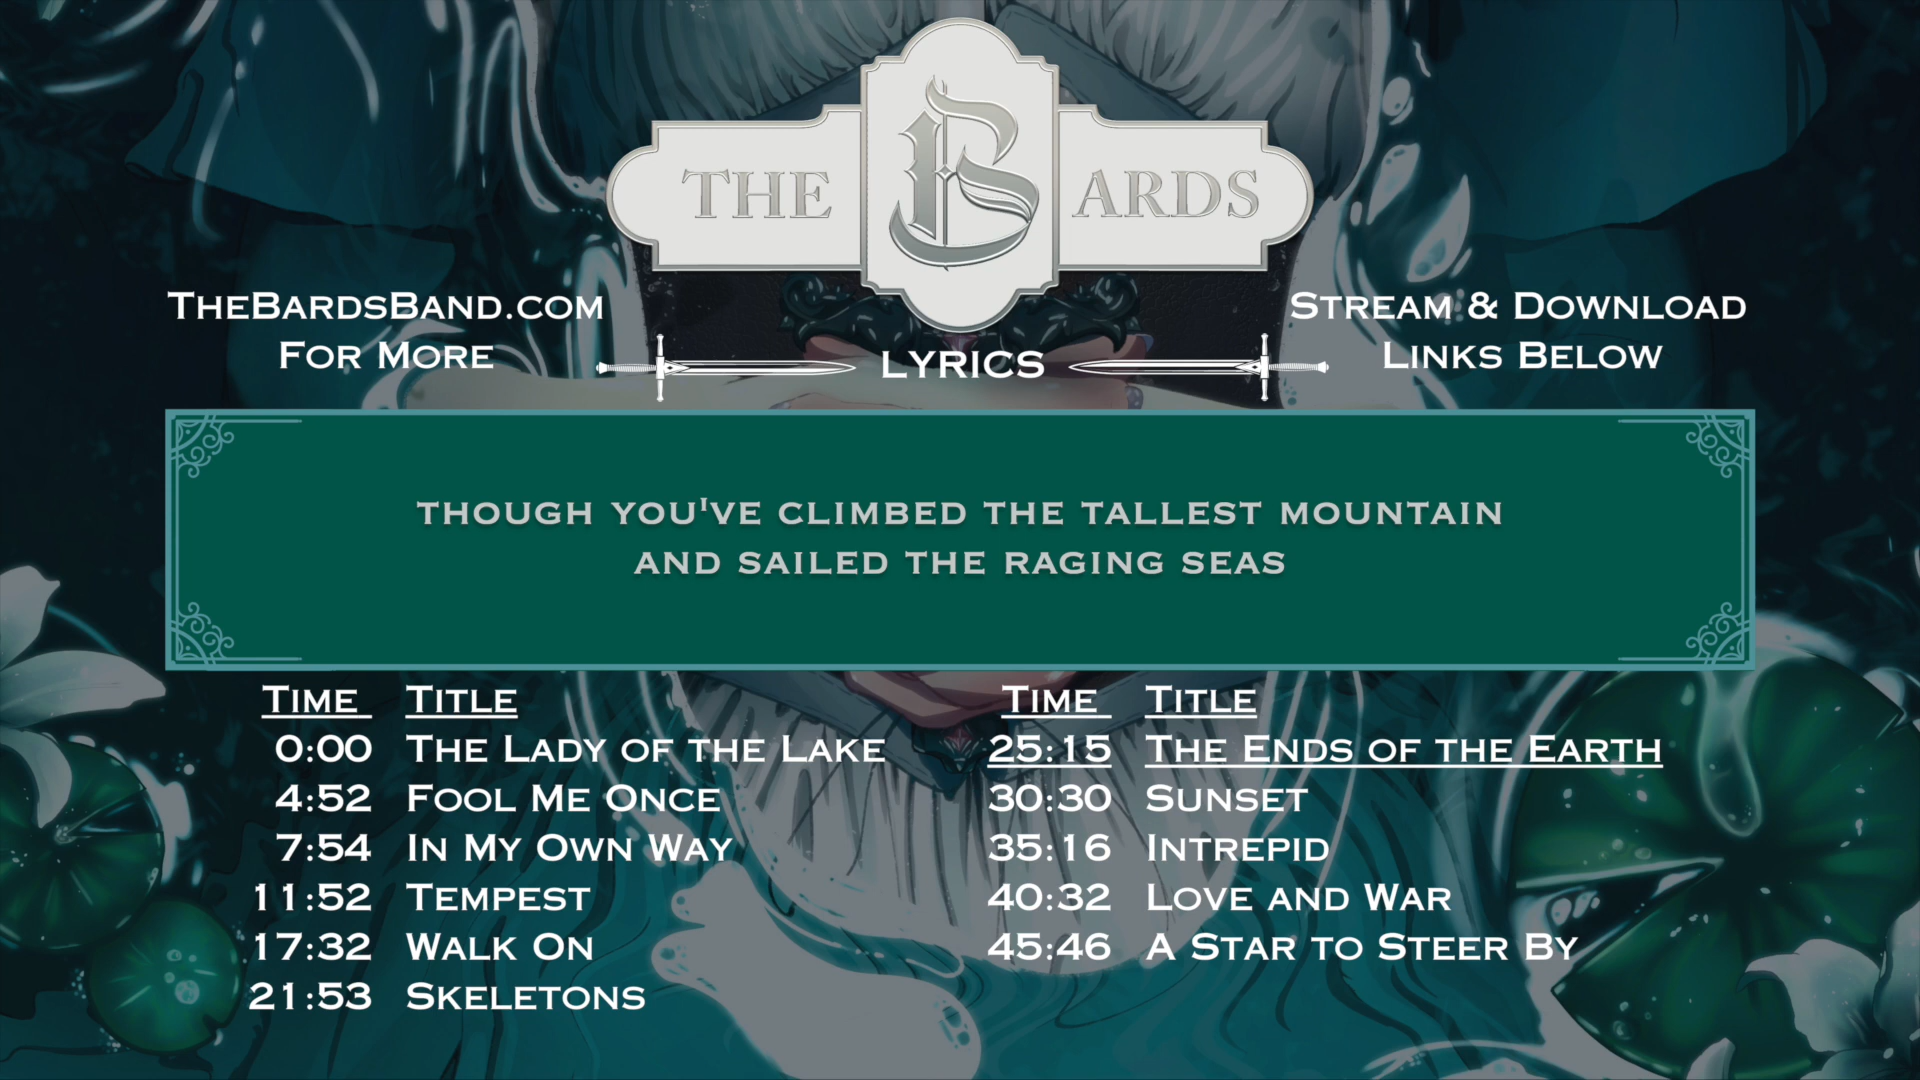 THE BARDS
THEBARDSBAND.COM
FOR MORE
STREAM & DOWNLOAD
LINKS BELOW
LYRICS
THOUGH YOU'VE CLIMBED THE TALLEST MOUNTAIN
AND SAILED THE RAGING SEAS
TIME TITLE
0:00 THE LADY OF THE LAKE
4:52 FOOL ME ONCE
7:54 IN MY OWN WAY
11:52 TEMPEST
17:32 WALK ON
21:53 SKELETONS
TIME TITLE
25:15 THE ENDS OF THE EARTH
30:30 SUNSET
35:16 INTREPID
40:32 LOVE AND WAR
45:46 A STAR TO STEER BY